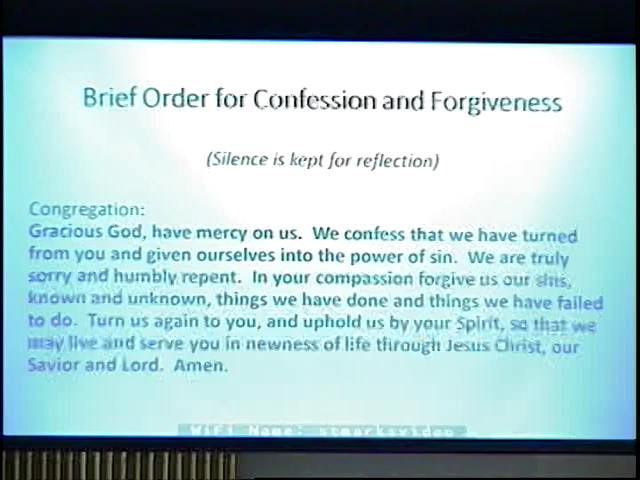 Brief Order for Confession and Forgiveness
(Silence is kept for reflection)
Congregation:
Gracious God, have mercy on us. We confess that we have turned
from you and given ourselves into the power of sin. We are truly
sorry and humbly repent. In your compassion forgive us our sins,
known and unknown, things we have done and things we have failed
to do. Turn us again to you, and uphold us by your Spirit, so that we
may live and serve you in newness of life through Jesus Christ, our
Savior and Lord. Amen.
WiFi Name: stmarksvideo